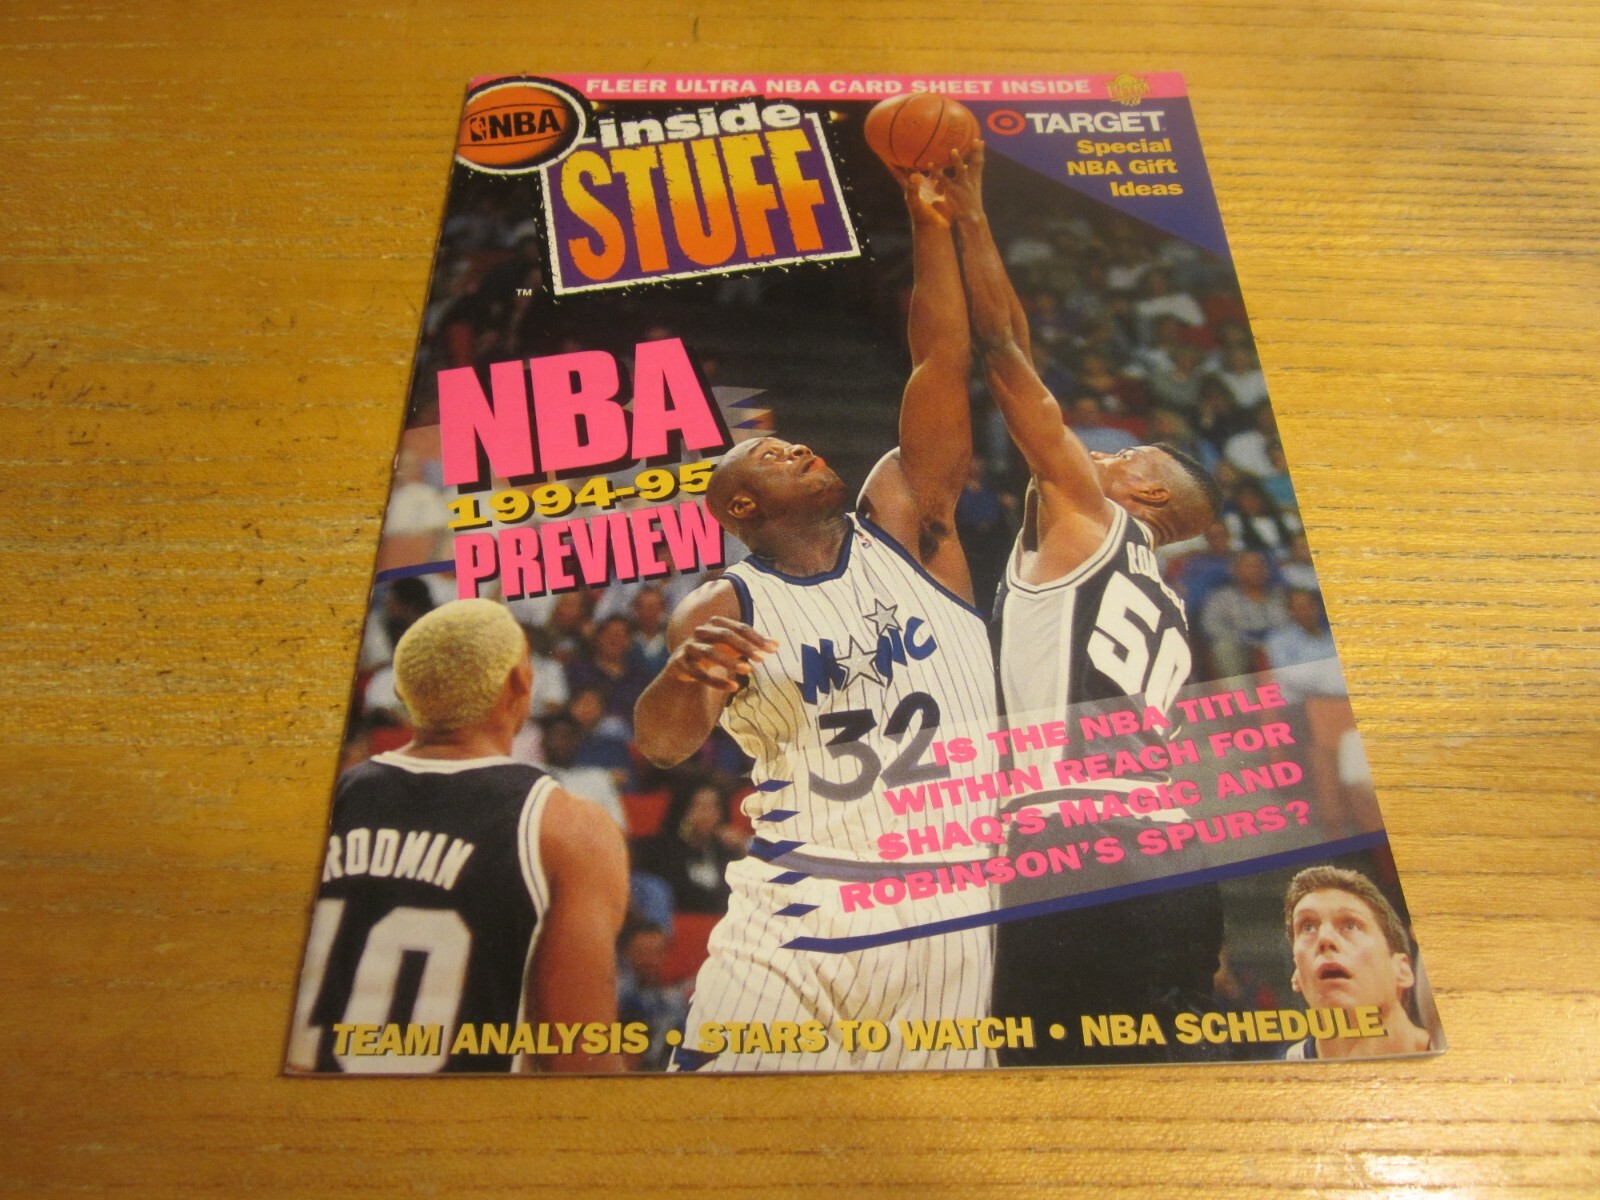 FLEER ULTRA NBA CARD SHEET INSIDE
NBA
inside
STUFF
TM
TARGET
Special
NBA Gift
Ideas
NBA
1994-95
PREVIEW
MAGIC
32
50
RODMAN
10
IS THE NBA TITLE
WITHIN REACH FOR
SHAQ'S MAGIC AND
ROBINSON'S SPURS?
TEAM ANALYSIS • STARS TO WATCH • NBA SCHEDULE